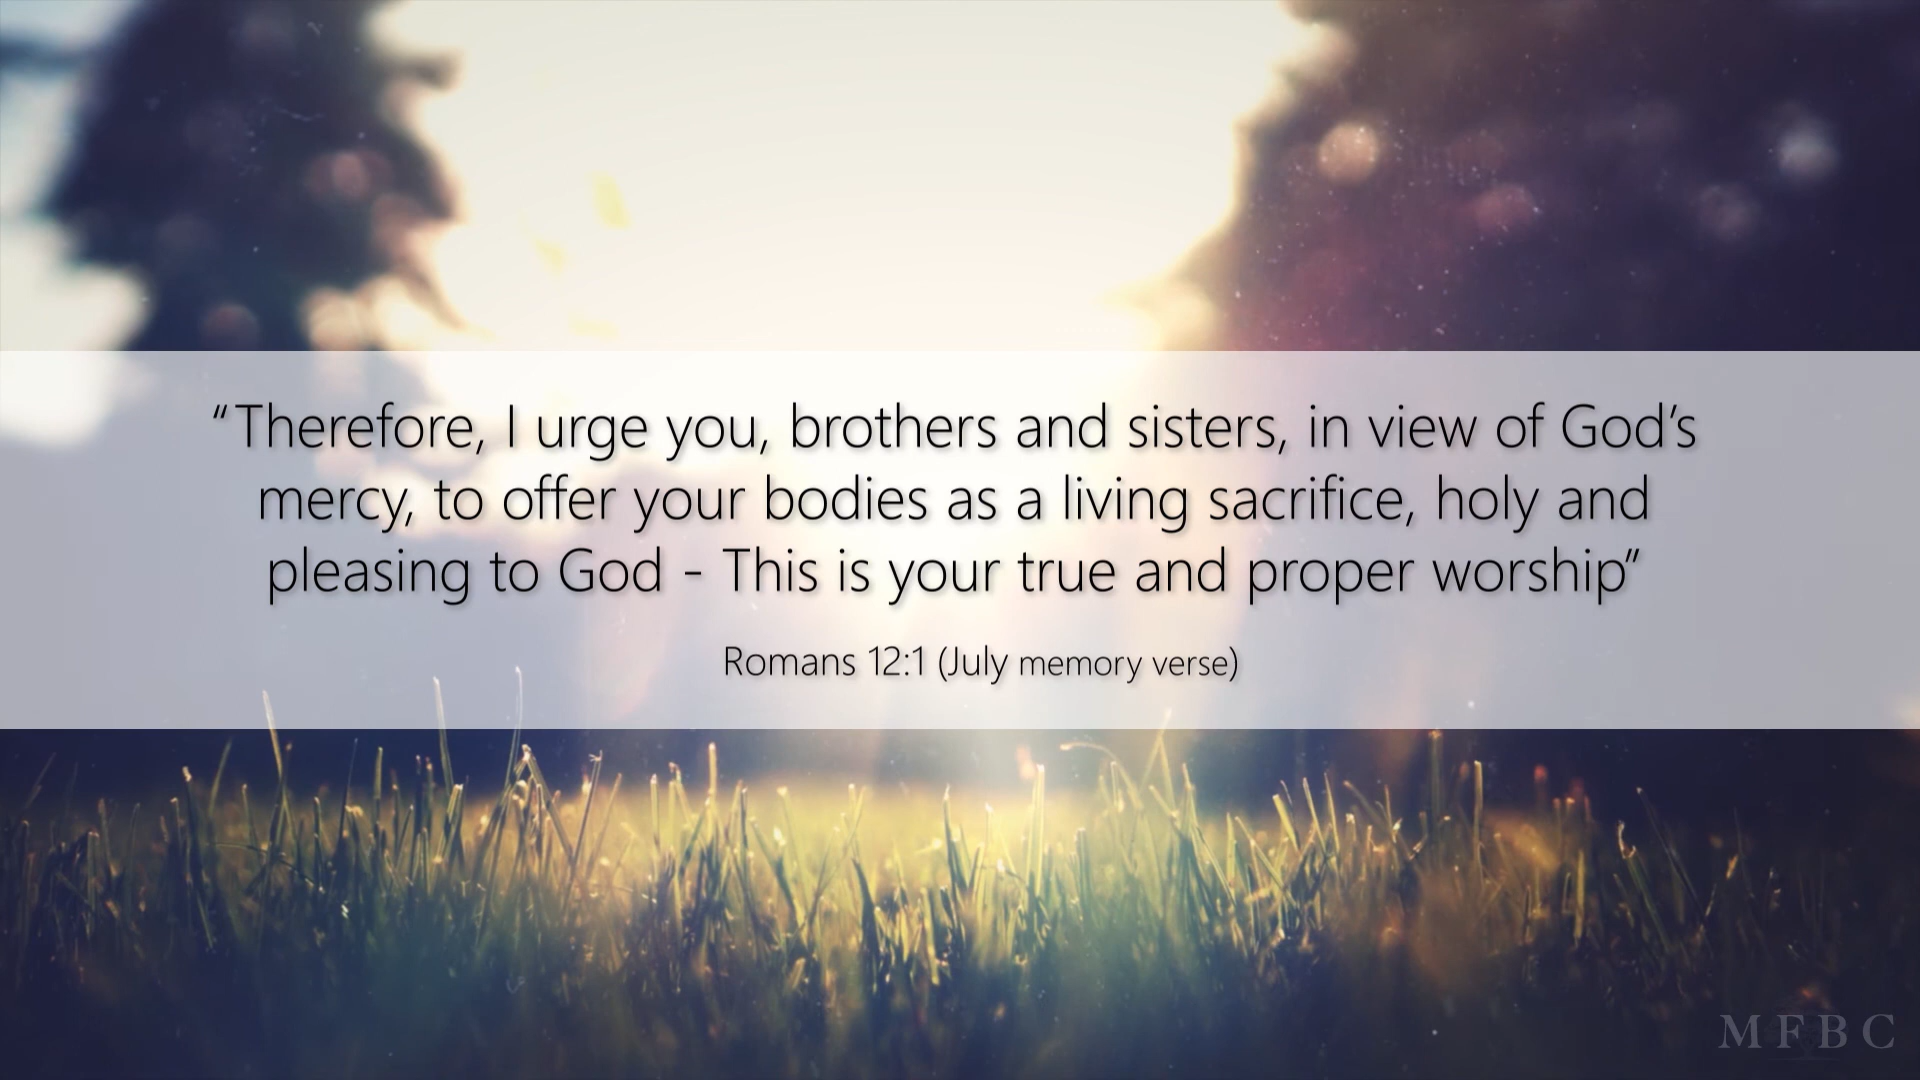 “Therefore, I urge you, brothers and sisters, in view of God’s
mercy, to offer your bodies as a living sacrifice, holy and
pleasing to God - This is your true and proper worship”
Romans 12:1 (July memory verse)
MFBC